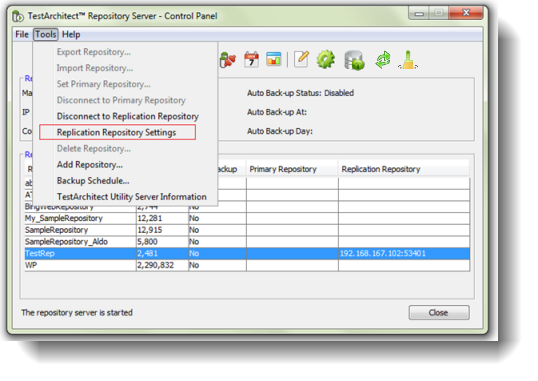 TestArchitect™ Repository Server - Control Panel
File Tools Help
Export Repository...
Import Repository...
Set Primary Repository...
Disconnect to Primary Repository
Disconnect to Replication Repository
Replication Repository Settings
Delete Repository...
Add Repository...
Backup Schedule...
TestArchitect Utility Server Information
7
Re
Ma
Auto Back-up Status: Disabled
IP
Auto Back-up At:
Co
Auto Back-up Day:
Re
R ackup Primary Repository Replication Repository
ab
AT
BingWebRepository 2,744 No
My_SampleRepository 12,281 No
SampleRepository 12,915 No
SampleRepository_Aldo 5,800 No
TestRep 2,481 No 192.168.167.102:53401
WP 2,290,832 No
The repository server is started
Close